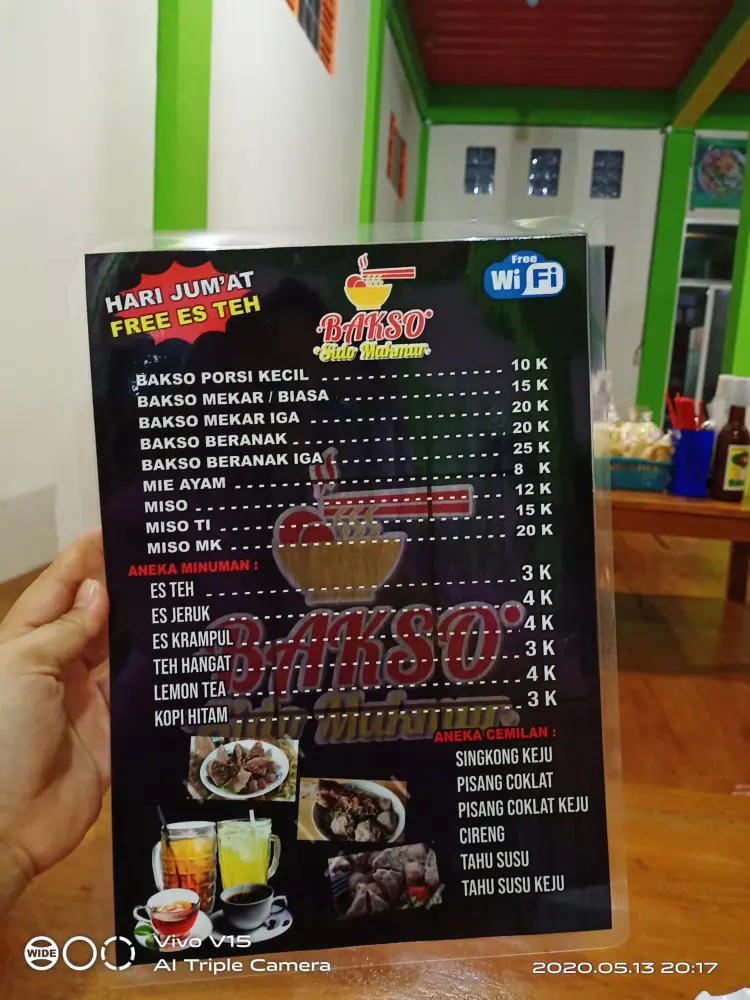 HARI JUM'AT
FREE ES TEH
BAKSO
Sido Makmur
Free
Wi Fi
BAKSO PORSI KECIL 10 K
BAKSO MEKAR / BIASA 15 K
BAKSO MEKAR IGA 20 K
BAKSO BERANAK 20 K
BAKSO BERANAK IGA 25 K
MIE AYAM 8 K
MISO 12 K
MISO TI 15 K
MISO MK 20 K
ANEKA MINUMAN :
ES TEH 3 K
ES JERUK 4 K
ES KRAMPUL 4 K
TEH HANGAT 3 K
LEMON TEA 4 K
KOPI HITAM 3 K
BAKSO
Sido Makmur
ANEKA CEMILAN :
SINGKONG KEJU
PISANG COKLAT
PISANG COKLAT KEJU
CIRENG
TAHU SUSU
TAHU SUSU KEJU
WIDE
Vivo V15
AI Triple Camera
2020.05.13 20:17